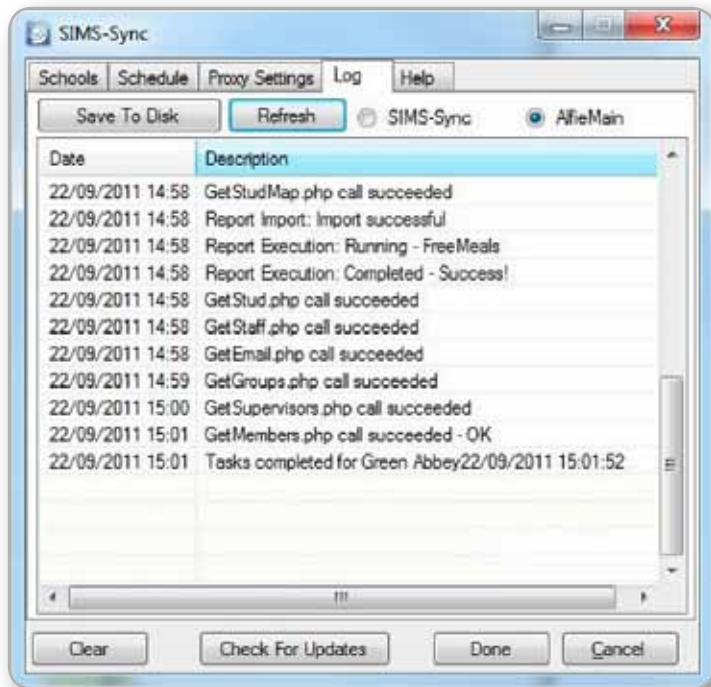 SIMS-Sync
Schools Schedule Proxy Settings Log Help
Save To Disk Refresh SIMS-Sync AlfieMain
Date Description
22/09/2011 14:58 GetStudMap.php call succeeded
22/09/2011 14:58 Report Import: Import successful
22/09/2011 14:58 Report Execution: Running - FreeMeals
22/09/2011 14:58 Report Execution: Completed - Success!
22/09/2011 14:58 GetStud.php call succeeded
22/09/2011 14:58 GetStaff.php call succeeded
22/09/2011 14:58 GetEmail.php call succeeded
22/09/2011 14:59 GetGroups.php call succeeded
22/09/2011 15:00 GetSupervisors.php call succeeded
22/09/2011 15:01 GetMembers.php call succeeded - OK
22/09/2011 15:01 Tasks completed for Green Abbey22/09/2011 15:01:52
Clear Check For Updates Done Cancel